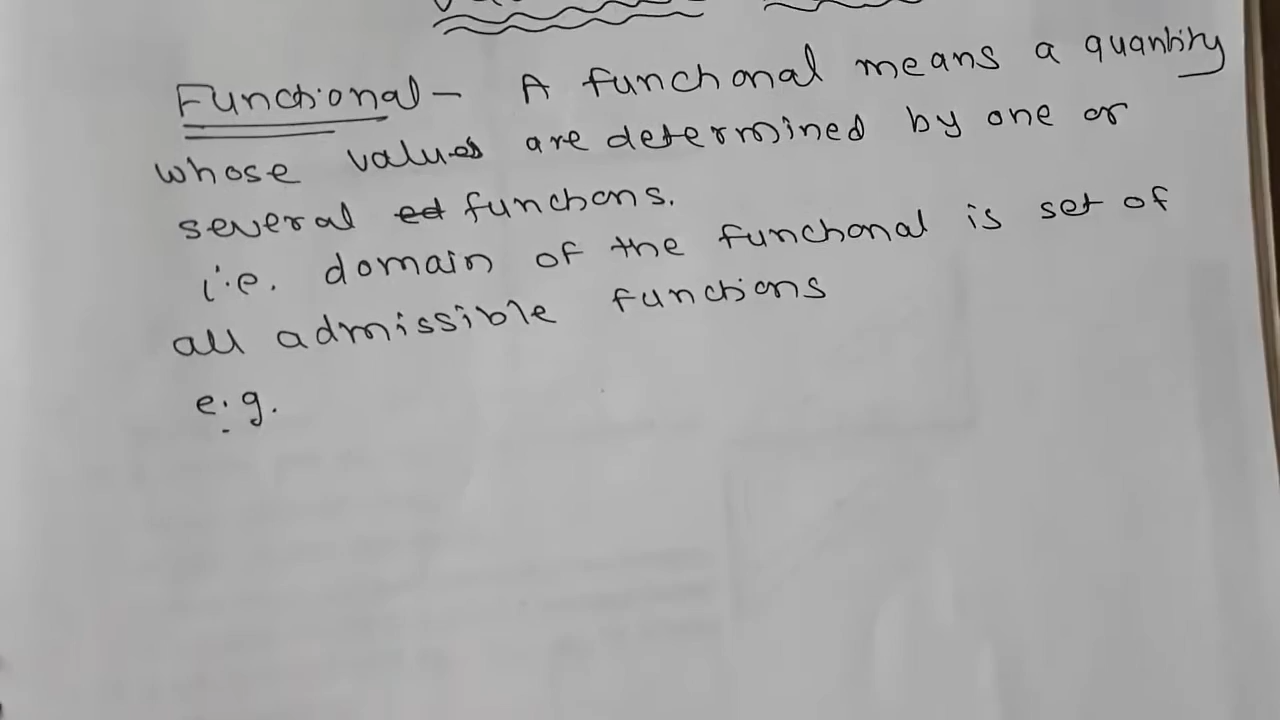 Functional - A functional means a quantity
whose values are determined by one or
several functions.
i.e. domain of the functional is set of
all admissible functions
e.g.